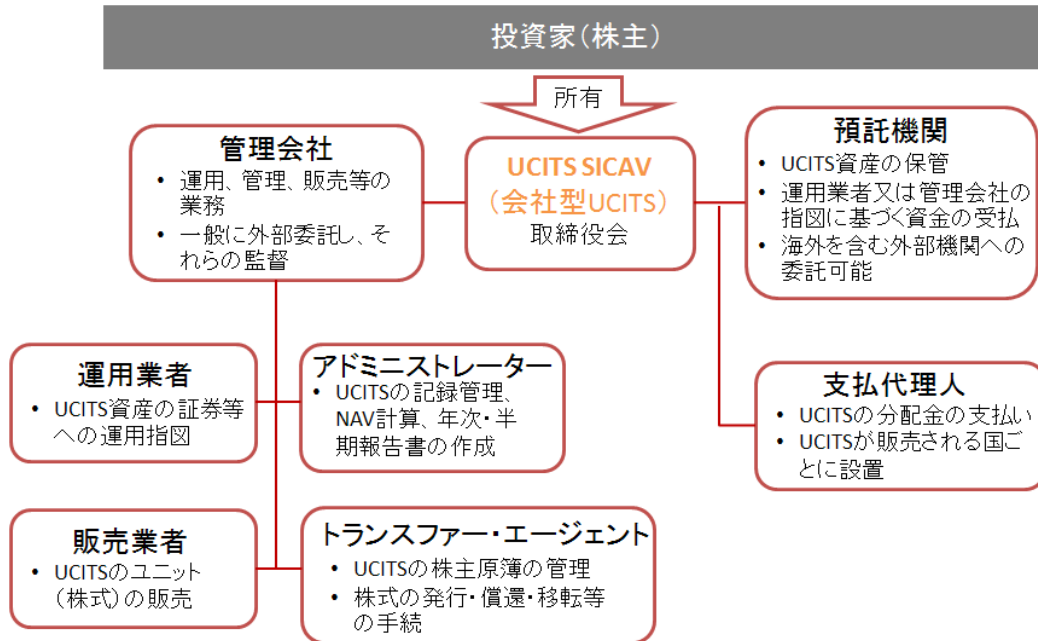 投資家（株主）
所有
管理会社
• 運用、管理、販売等の
業務
• 一般に外部委託し、そ
れらの監督
UCITS SICAV
（会社型UCITS）
取締役会
預託機関
• UCITS資産の保管
• 運用業者又は管理会社の
指図に基づく資金の受払
• 海外を含む外部機関への
委託可能
運用業者
• UCITS資産の証券等
への運用指図
アドミニストレーター
• UCITSの記録管理、
NAV計算、年次・半
期報告書の作成
支払代理人
• UCITSの分配金の支払い
• UCITSが販売される国ご
とに設置
販売業者
• UCITSのユニット
（株式）の販売
トランスファー・エージェント
• UCITSの株主原簿の管理
• 株式の発行・償還・移転等
の手続